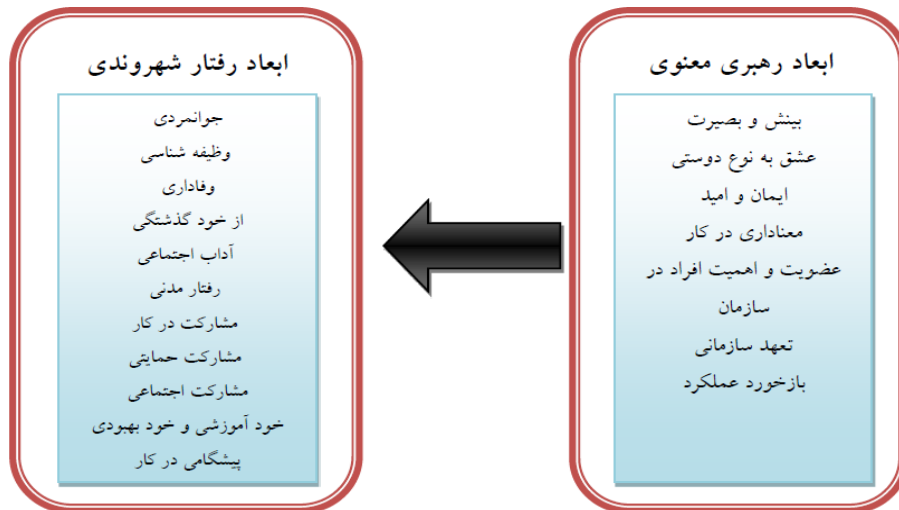 ابعاد رهبری معنوی
بینش و بصیرت
عشق به نوع دوستی
ایمان و امید
معناداری در کار
عضویت و اهمیت افراد در
سازمان
تعهد سازمانی
بازخورد عملکرد
ابعاد رفتار شهروندی
جوانمردی
وظیفه شناسی
وفاداری
از خود گذشتگی
آداب اجتماعی
رفتار مدنی
مشارکت در کار
مشارکت حمایتی
مشارکت اجتماعی
خود آموزشی و خود بهبودی
پیشگامی در کار